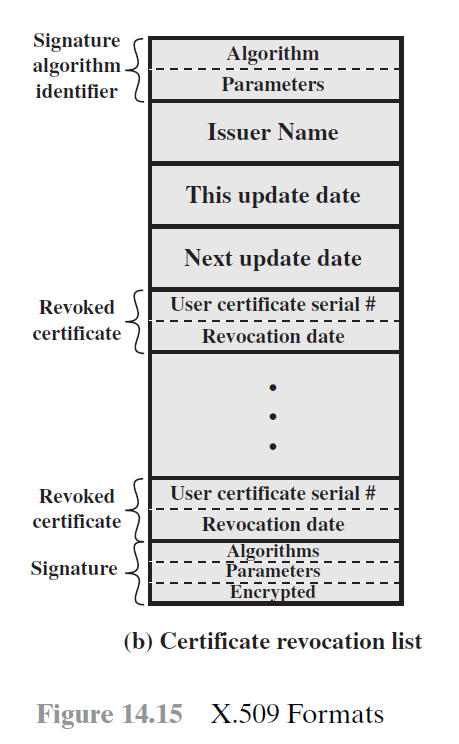 Signature
algorithm
identifier
Algorithm
Parameters
Issuer Name
This update date
Next update date
Revoked
certificate
User certificate serial #
Revocation date
Revoked
certificate
User certificate serial #
Revocation date
Signature
Algorithms
Parameters
Encrypted
(b) Certificate revocation list
Figure 14.15 X.509 Formats